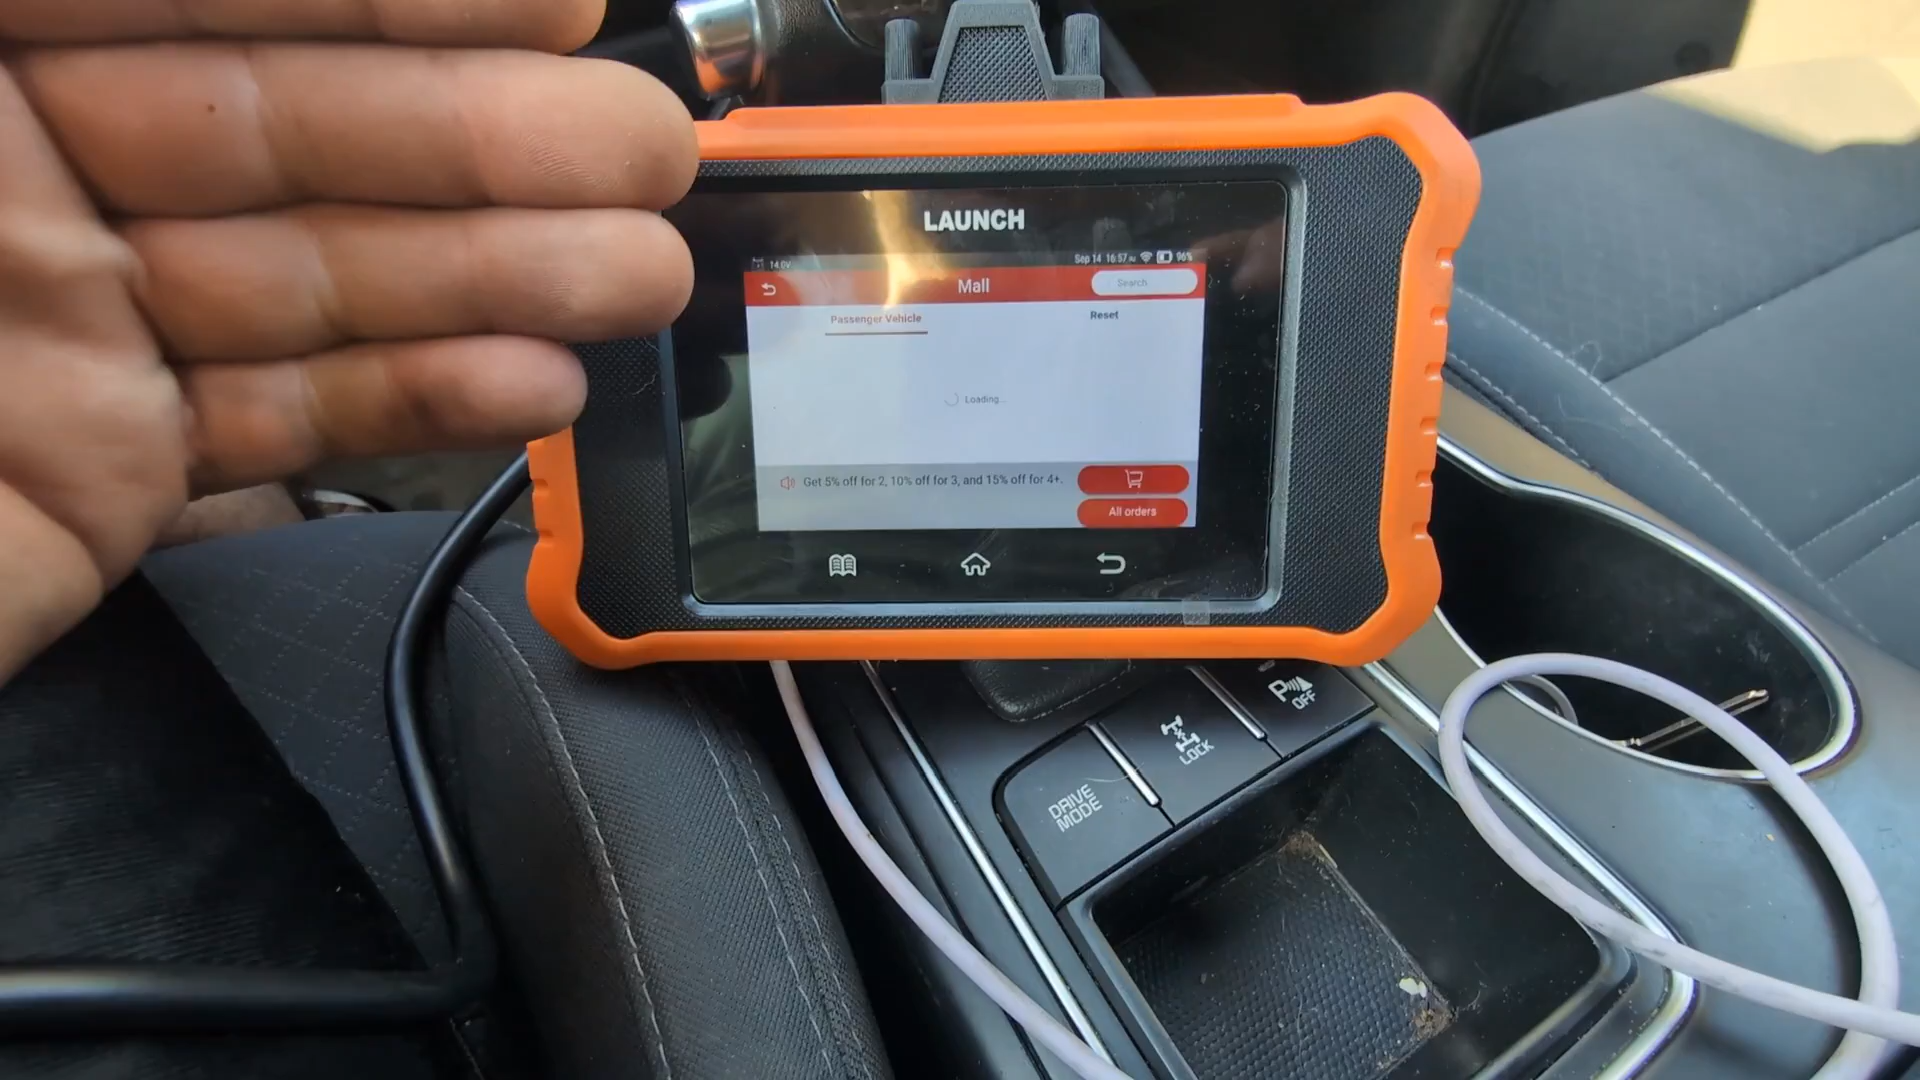 LAUNCH
14.0V
Sep 14 16:57 96%
Mall
Search
Passenger Vehicle
Reset
Loading...
Get 5% off for 2, 10% off for 3, and 15% off for 4+.
All orders
P OFF
LOCK
DRIVE
MODE